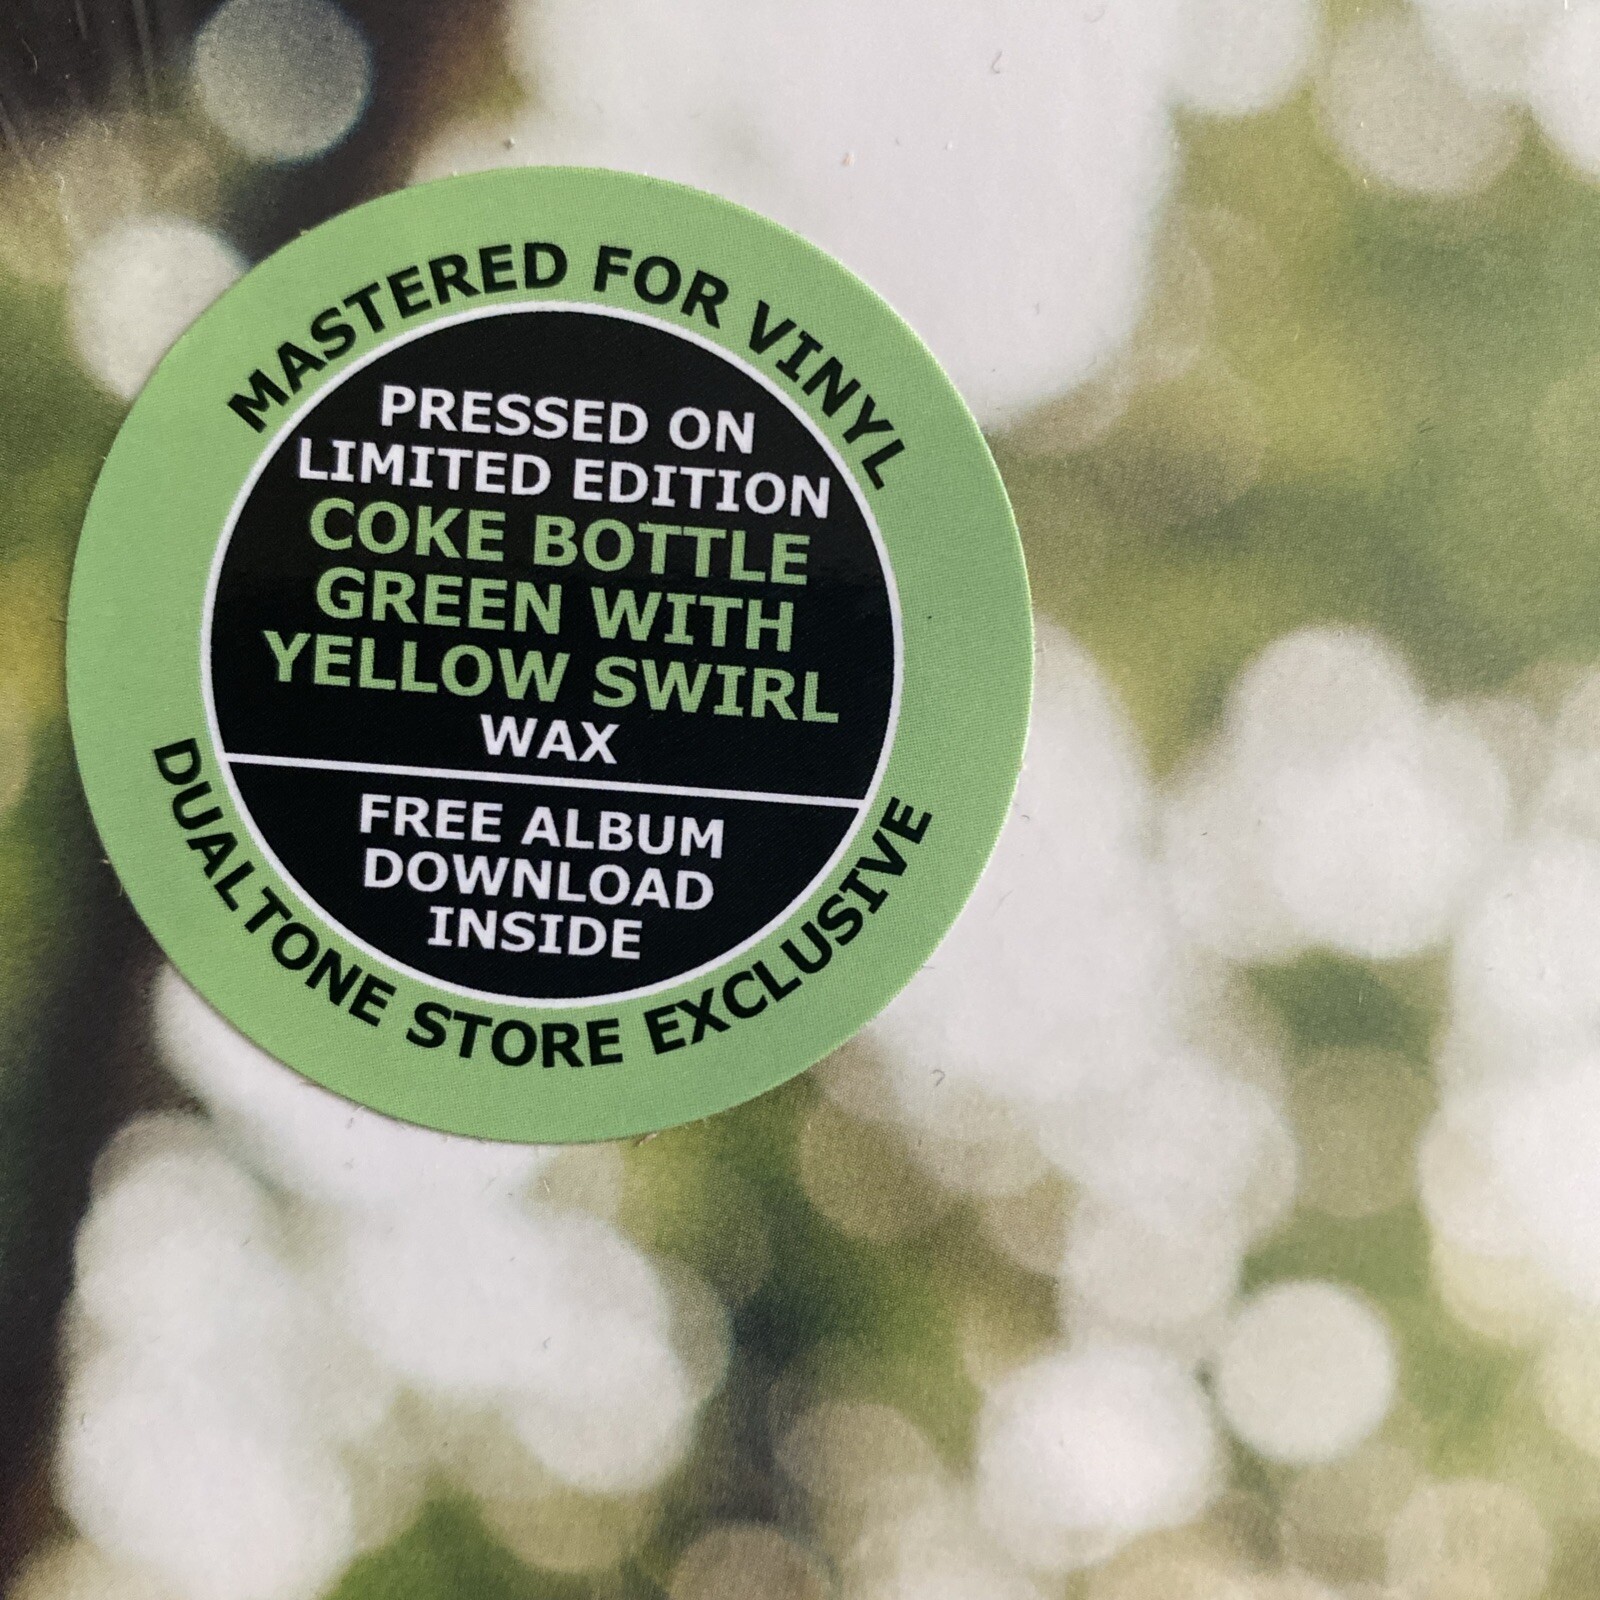 MASTERED FOR VINYL
PRESSED ON
LIMITED EDITION
COKE BOTTLE
GREEN WITH
YELLOW SWIRL
WAX
FREE ALBUM
DOWNLOAD
INSIDE
DUALTONE STORE EXCLUSIVE